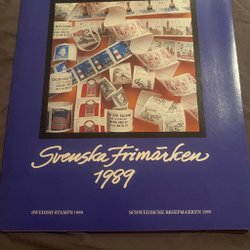 Svenska Frimärken
1989
SWEDISH STAMPS 1989
SCHWEDISCHE BRIEFMARKEN 1989